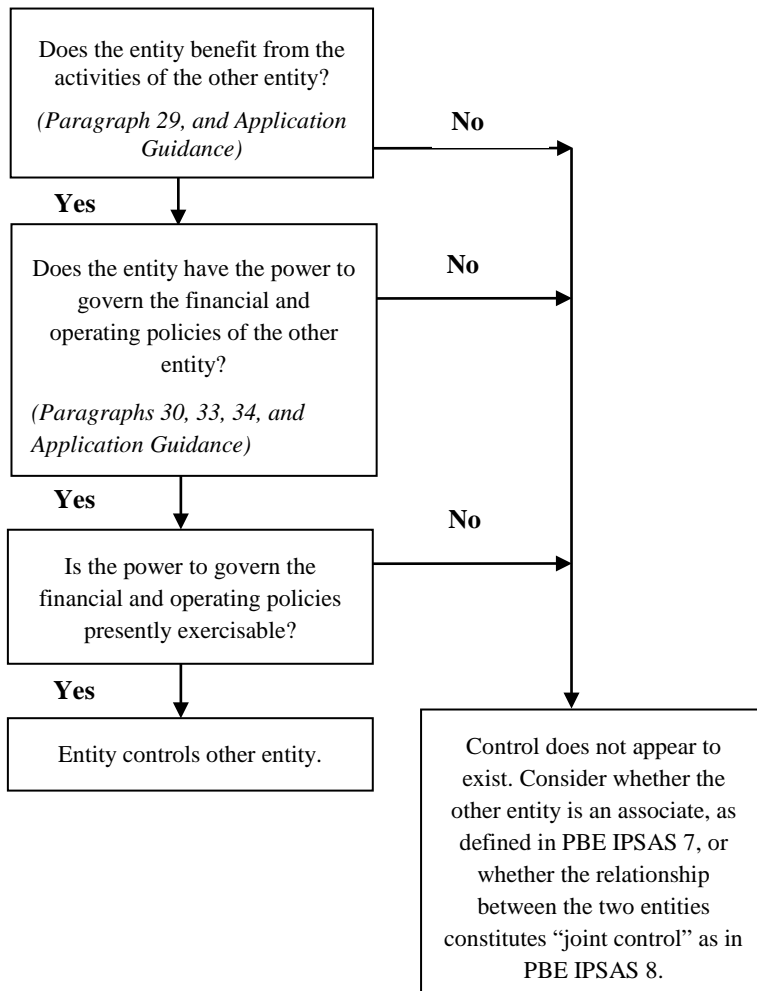 Does the entity benefit from the
activities of the other entity?
(Paragraph 29, and Application
Guidance)
No
Yes
Does the entity have the power to
govern the financial and
operating policies of the other
entity?
(Paragraphs 30, 33, 34, and
Application Guidance)
No
Yes
Is the power to govern the
financial and operating policies
presently exercisable?
No
Yes
Entity controls other entity.
Control does not appear to
exist. Consider whether the
other entity is an associate, as
defined in PBE IPSAS 7, or
whether the relationship
between the two entities
constitutes “joint control” as in
PBE IPSAS 8.